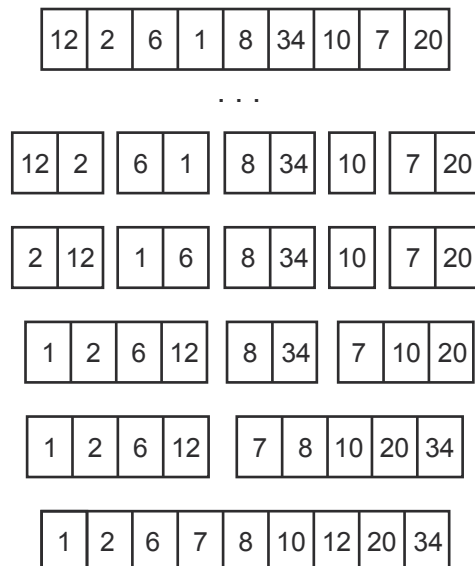 12 2 6 1 8 34 10 7 20
. . .
12 2 6 1 8 34 10 7 20
2 12 1 6 8 34 10 7 20
1 2 6 12 8 34 7 10 20
1 2 6 12 7 8 10 20 34
1 2 6 7 8 10 12 20 34